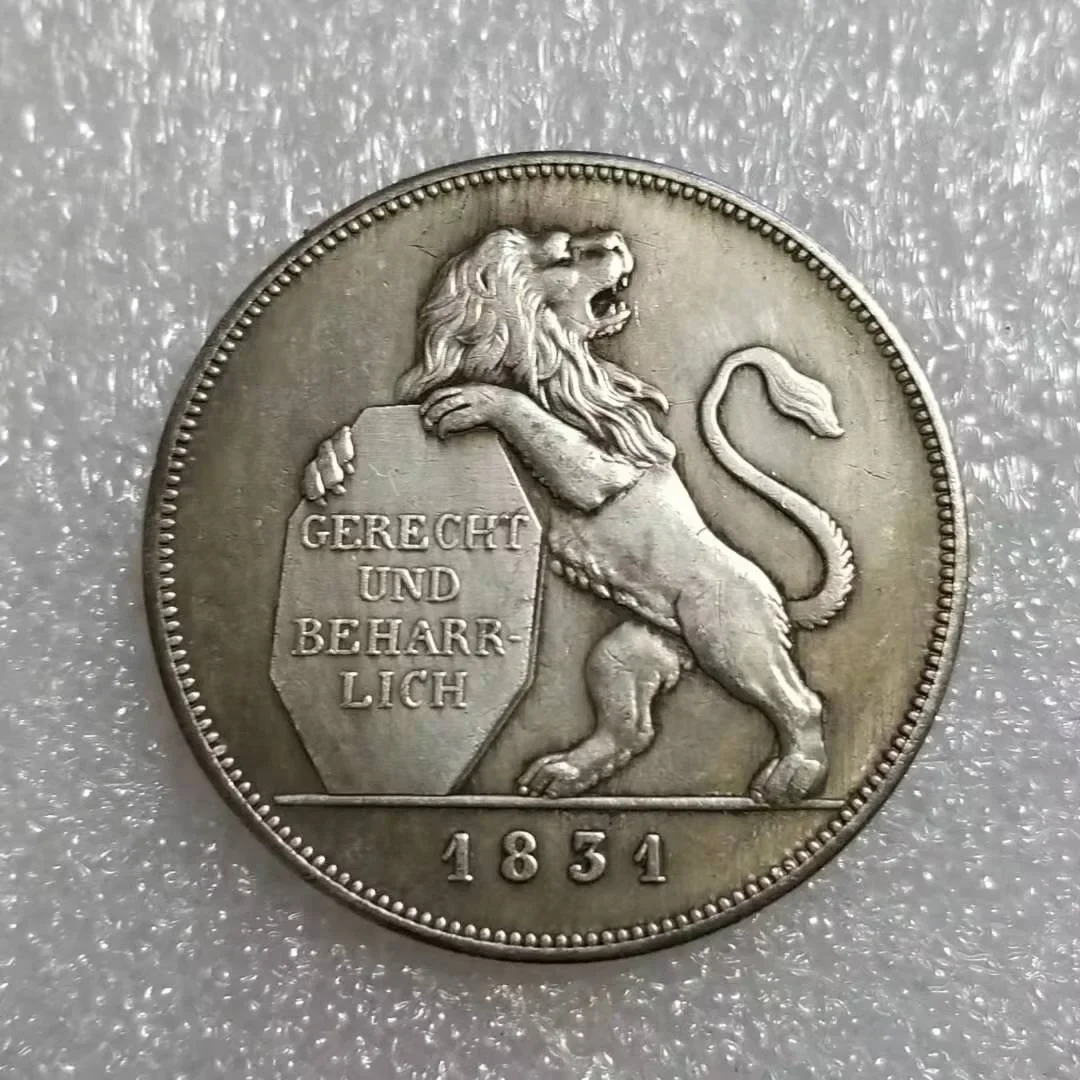 GERECHT
UND
BEHARR-
LICH
1831